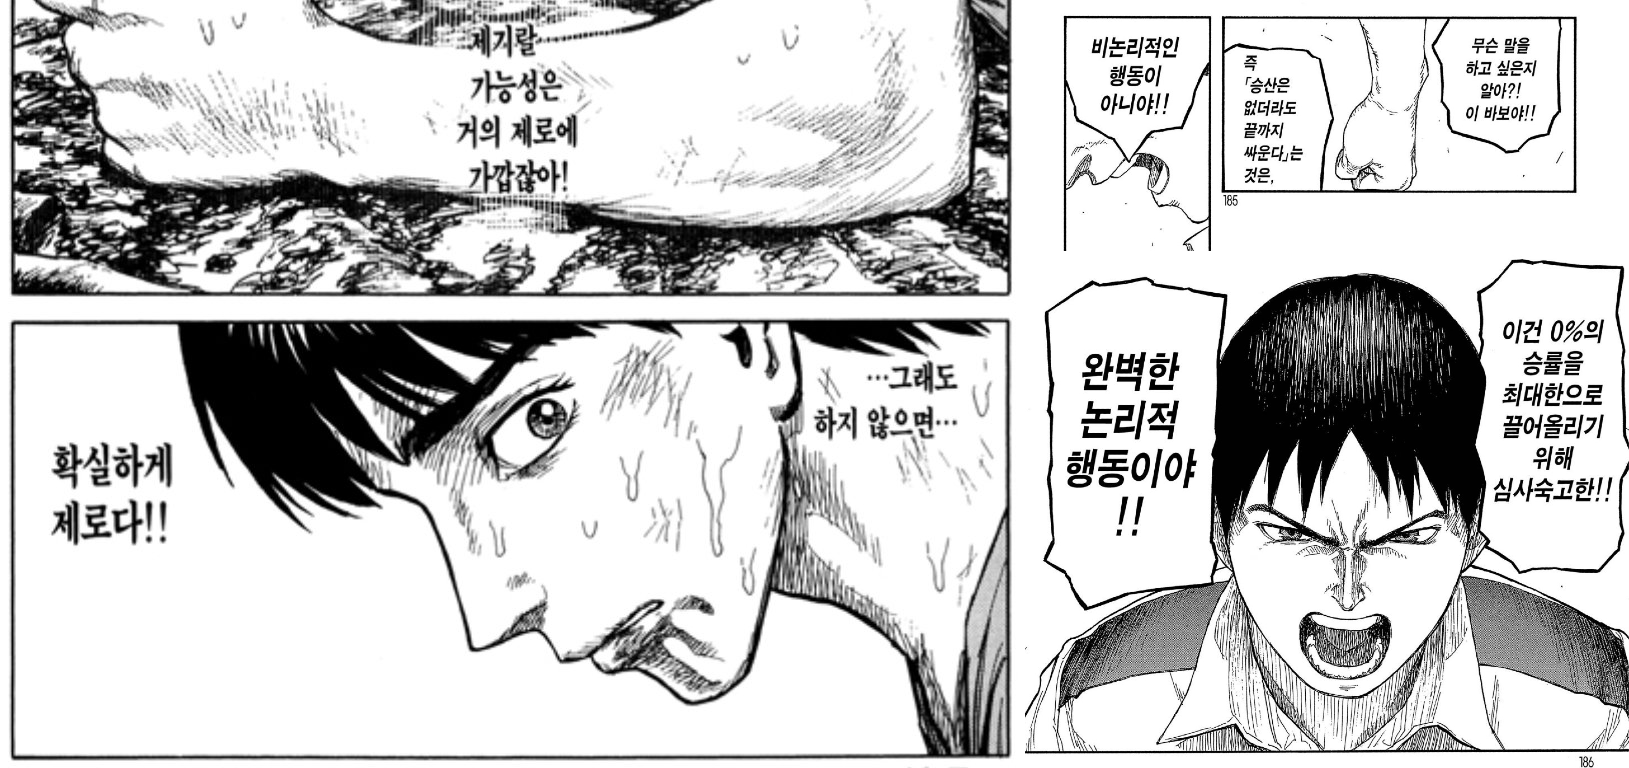 제기랄
가능성은
거의 제로에
가깝잖아!
…그래도
하지 않으면…
확실하게
제로다!!
무슨 말을
하고 싶은지
알아?!
이 바보야!!
즉
「승산은
없더라도
끝까지
싸운다」는
것은,
185
비논리적인
행동이
아니야!!
이건 0%의
승률을
최대한으로
끌어올리기
위해
심사숙고한!!
완벽한
논리적
행동이야
!!
186